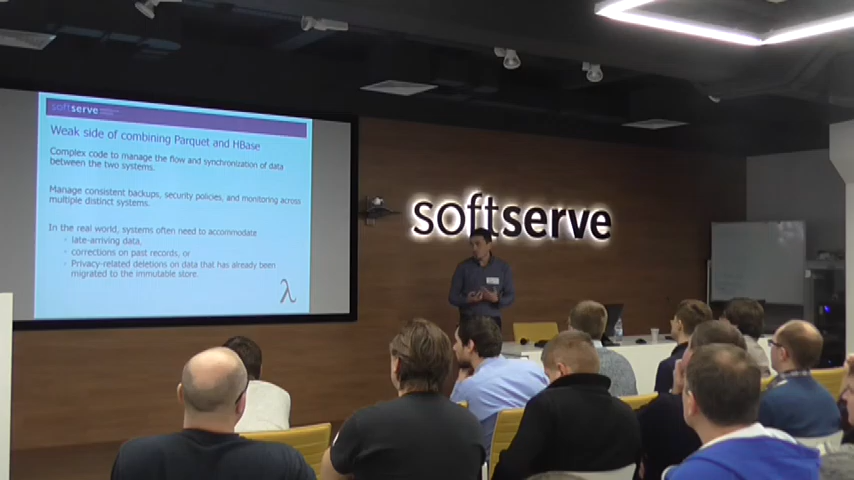 softserve
Weak side of combining Parquet and HBase
Complex code to manage the flow and synchronization of data
between the two systems.
Manage consistent backups, security policies, and monitoring across
multiple distinct systems.
In the real world, systems often need to accommodate
- late-arriving data,
- corrections on past records, or
- Privacy-related deletions on data that has already been
migrated to the immutable store.
λ
softserve